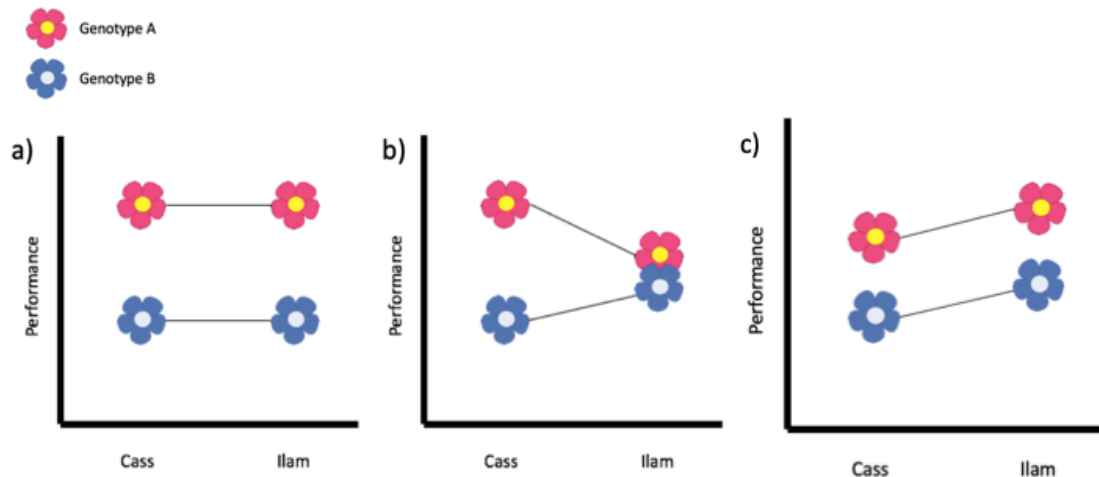 Genotype A
Genotype B
a)
Performance
Cass Ilam
b)
Performance
Cass Ilam
c)
Performance
Cass Ilam